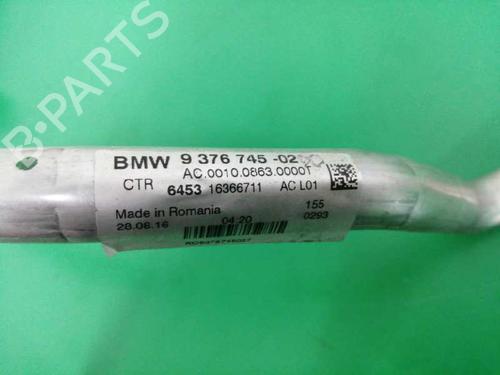 B-Parts
BMW 9 376 745 -02
AC.0010.0863.00001
CTR 6453 16366711 AC L01
Made in Romania 155
28.06.16 04:20 0293